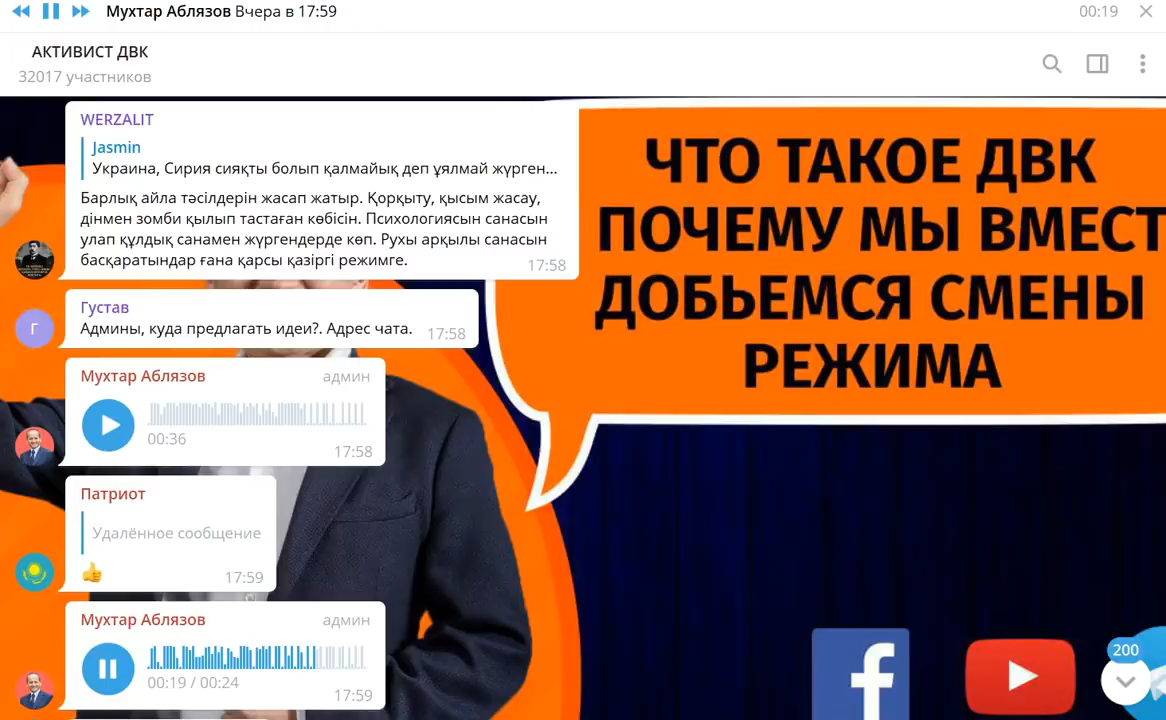 Мухтар Аблязов Вчера в 17:59
00:19
АКТИВИСТ ДВК
32017 участников
WERZALIT
Jasmin
Украина, Сирия сияқты болып қалмайық деп ұялмай жүрген...
Барлық айла тәсілдерін жасап жатыр. Қорқыту, қысым жасау,
дінмен зомби қылып тастаған көбісін. Психологиясын санасын
улап құлдық санамен жүргендерде көп. Рухы арқылы санасын
басқаратындар ғана қарсы қазіргі режимге.
17:58
Г
Густав
Админы, куда предлагать идеи?. Адрес чата.
17:58
Мухтар Аблязов
админ
00:36
17:58
Патриот
Удалённое сообщение
👍
17:59
Мухтар Аблязов
админ
00:19 / 00:24
17:59
ЧТО ТАКОЕ ДВК
ПОЧЕМУ МЫ ВМЕСТ
ДОБЬЕМСЯ СМЕНЫ
РЕЖИМА
f
200